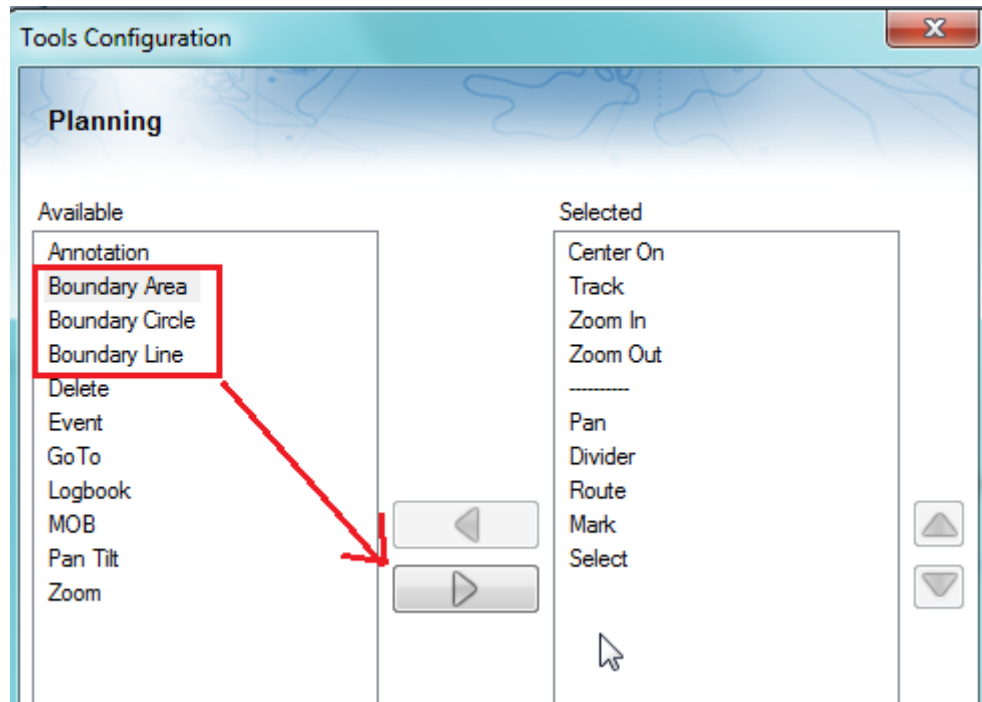 Tools Configuration
Planning
Available
Annotation
Boundary Area
Boundary Circle
Boundary Line
Delete
Event
GoTo
Logbook
MOB
Pan Tilt
Zoom
Selected
Center On
Track
Zoom In
Zoom Out
----------
Pan
Divider
Route
Mark
Select